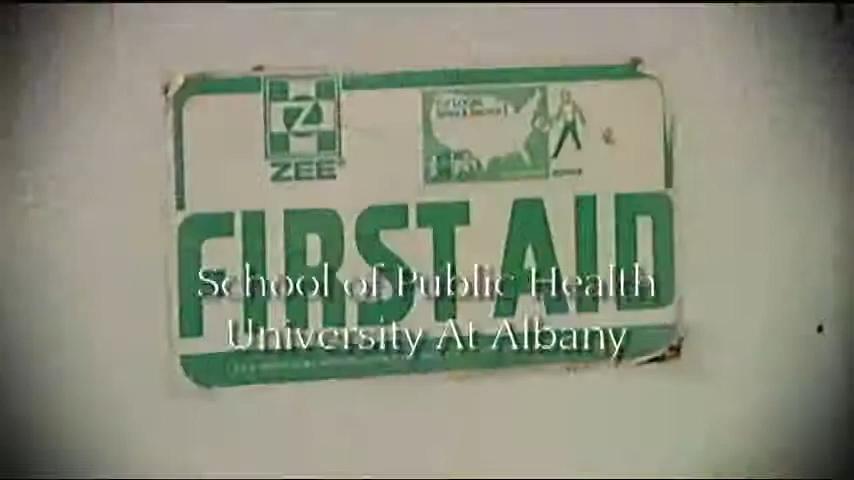 Z
ZEE
FIRST AID
School of Public Health
University At Albany